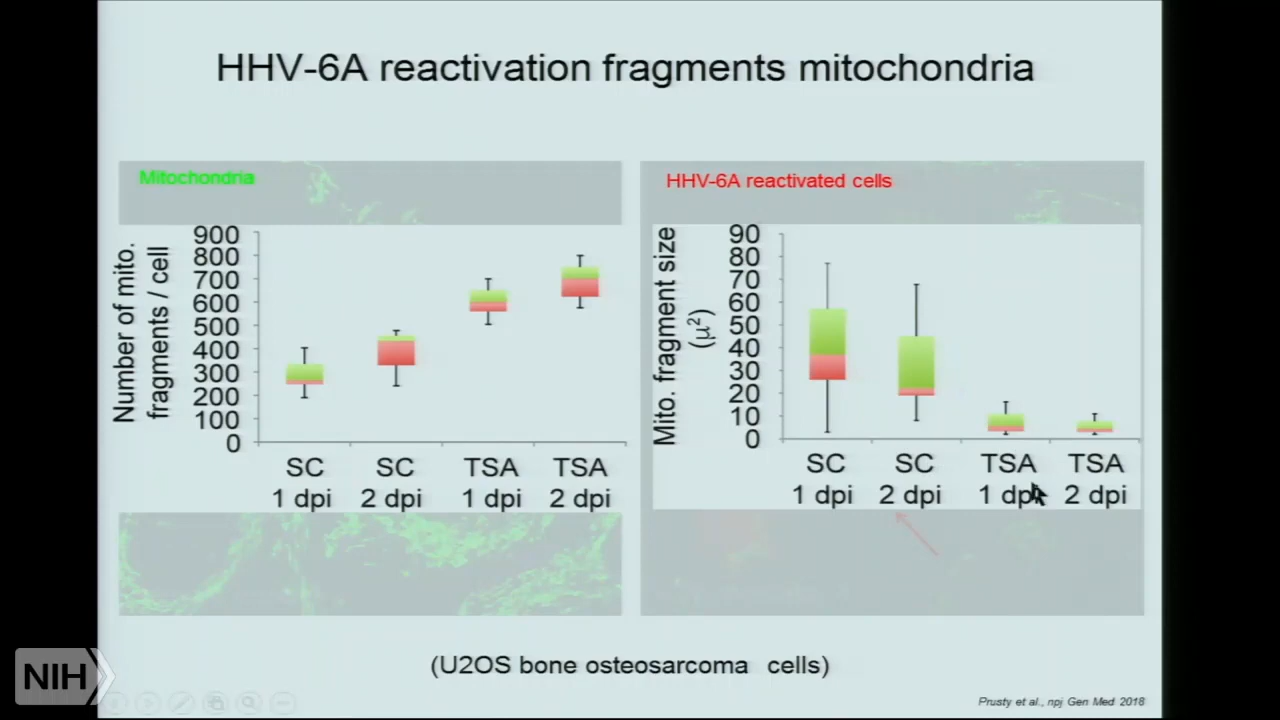 HHV-6A reactivation fragments mitochondria
Mitochondria
Number of mito.
fragments / cell
900
800
700
600
500
400
300
200
100
0
SC
1 dpi
SC
2 dpi
TSA
1 dpi
TSA
2 dpi
HHV-6A reactivated cells
Mito. fragment size
(µ²)
90
80
70
60
50
40
30
20
10
0
SC
1 dpi
SC
2 dpi
TSA
1 dpi
TSA
2 dpi
(U2OS bone osteosarcoma cells)
NIH
Prusty et al., npj Gen Med 2018